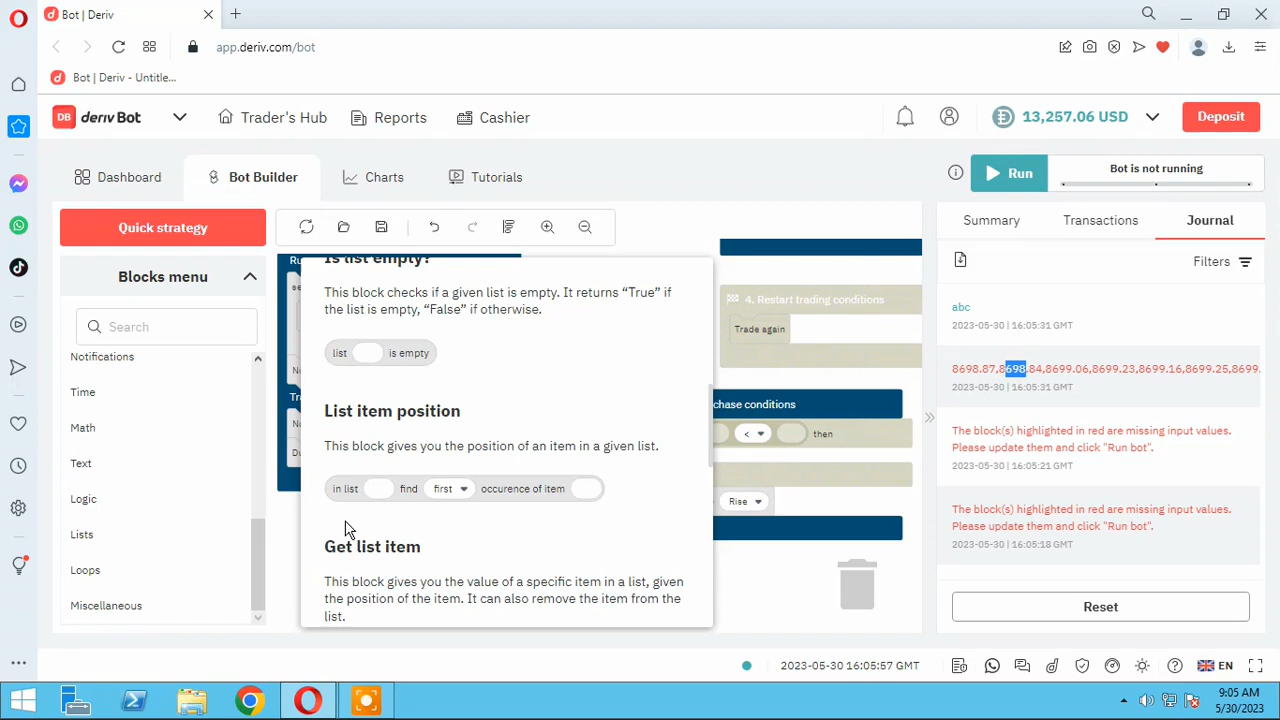 Bot | Deriv
app.deriv.com/bot
Bot | Deriv - Untitle...
DB deriv Bot
Trader's Hub
Reports
Cashier
13,257.06 USD
Deposit
Dashboard
Bot Builder
Charts
Tutorials
Run
Bot is not running
Quick strategy
Summary
Transactions
Journal
Blocks menu
Search
Notifications
Time
Math
Text
Logic
Lists
Loops
Miscellaneous
Is list empty?
This block checks if a given list is empty. It returns “True” if
the list is empty, “False” if otherwise.
list is empty
List item position
This block gives you the position of an item in a given list.
in list find first occurence of item
Get list item
This block gives you the value of a specific item in a list, given
the position of the item. It can also remove the item from the
list.
4. Restart trading conditions
Trade again
chase conditions
< then
Rise
Filters
abc
2023-05-30 | 16:05:31 GMT
8698.87,8698.84,8699.06,8699.23,8699.16,8699.25,8699.
2023-05-30 | 16:05:31 GMT
The block(s) highlighted in red are missing input values.
Please update them and click "Run bot".
2023-05-30 | 16:05:21 GMT
The block(s) highlighted in red are missing input values.
Please update them and click "Run bot".
2023-05-30 | 16:05:18 GMT
Reset
2023-05-30 16:05:57 GMT
EN
9:05 AM
5/30/2023